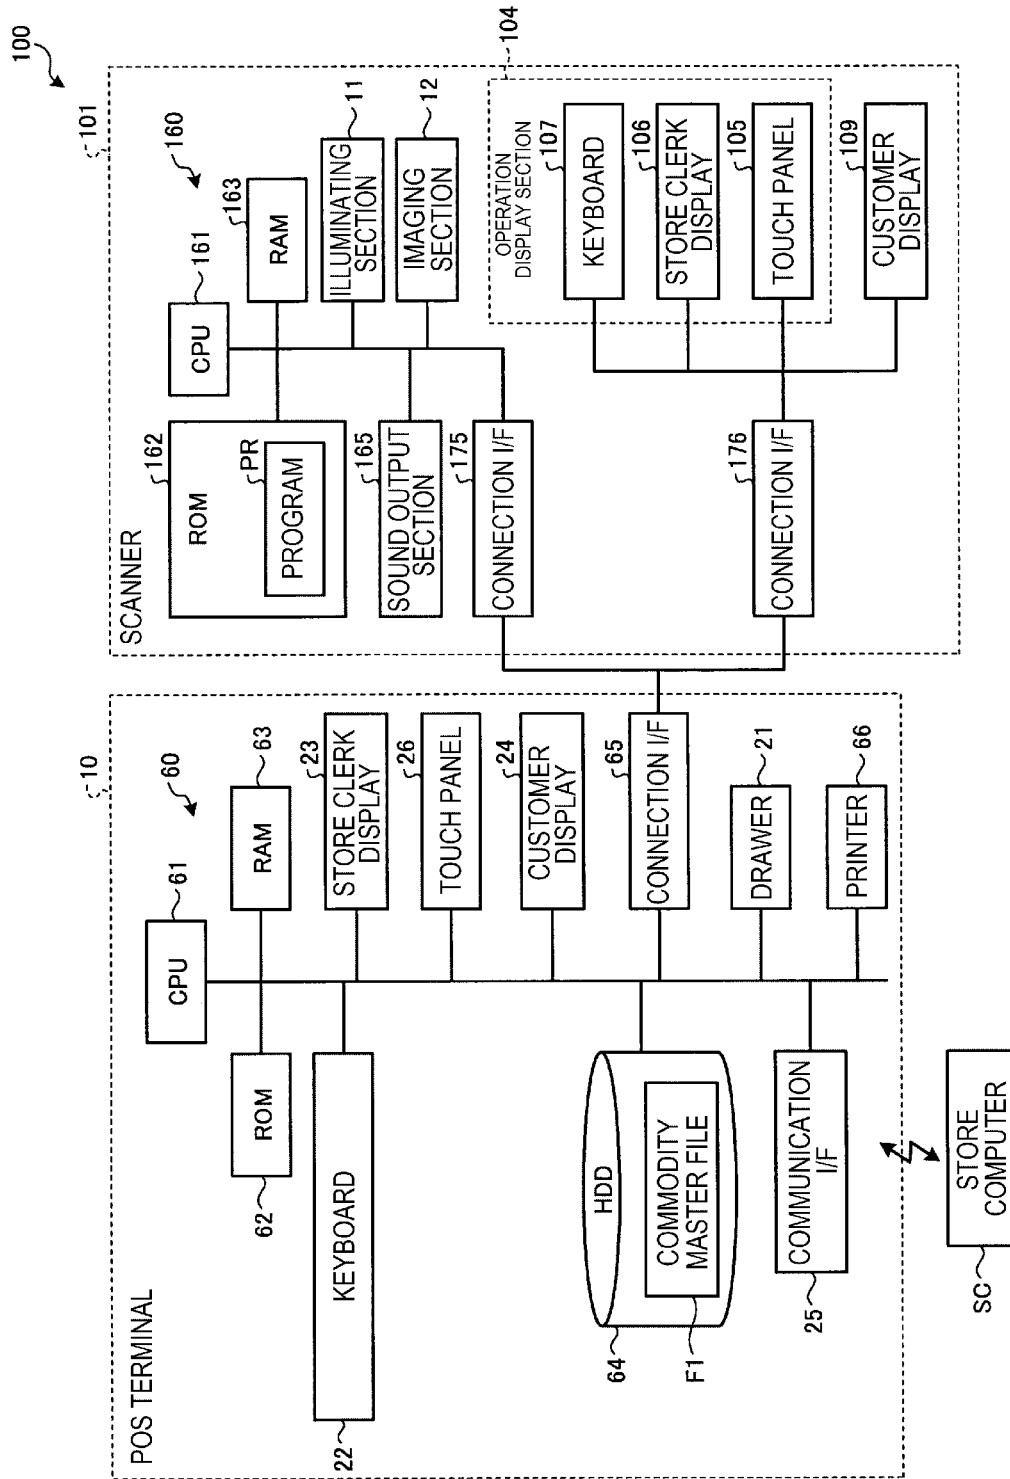 100
101
SCANNER
160
CPU
161
ROM
162
PROGRAM
PR
RAM
163
ILLUMINATING
SECTION
11
IMAGING
SECTION
12
SOUND OUTPUT
SECTION
165
CONNECTION I/F
175
104
OPERATION
DISPLAY SECTION
KEYBOARD
107
STORE CLERK
DISPLAY
106
TOUCH PANEL
105
CUSTOMER
DISPLAY
109
CONNECTION I/F
176
10
POS TERMINAL
60
CPU
61
ROM
62
RAM
63
KEYBOARD
22
STORE CLERK
DISPLAY
23
TOUCH PANEL
26
CUSTOMER
DISPLAY
24
CONNECTION I/F
65
HDD
64
COMMODITY
MASTER FILE
F1
DRAWER
21
PRINTER
66
COMMUNICATION
I/F
25
STORE
COMPUTER
SC